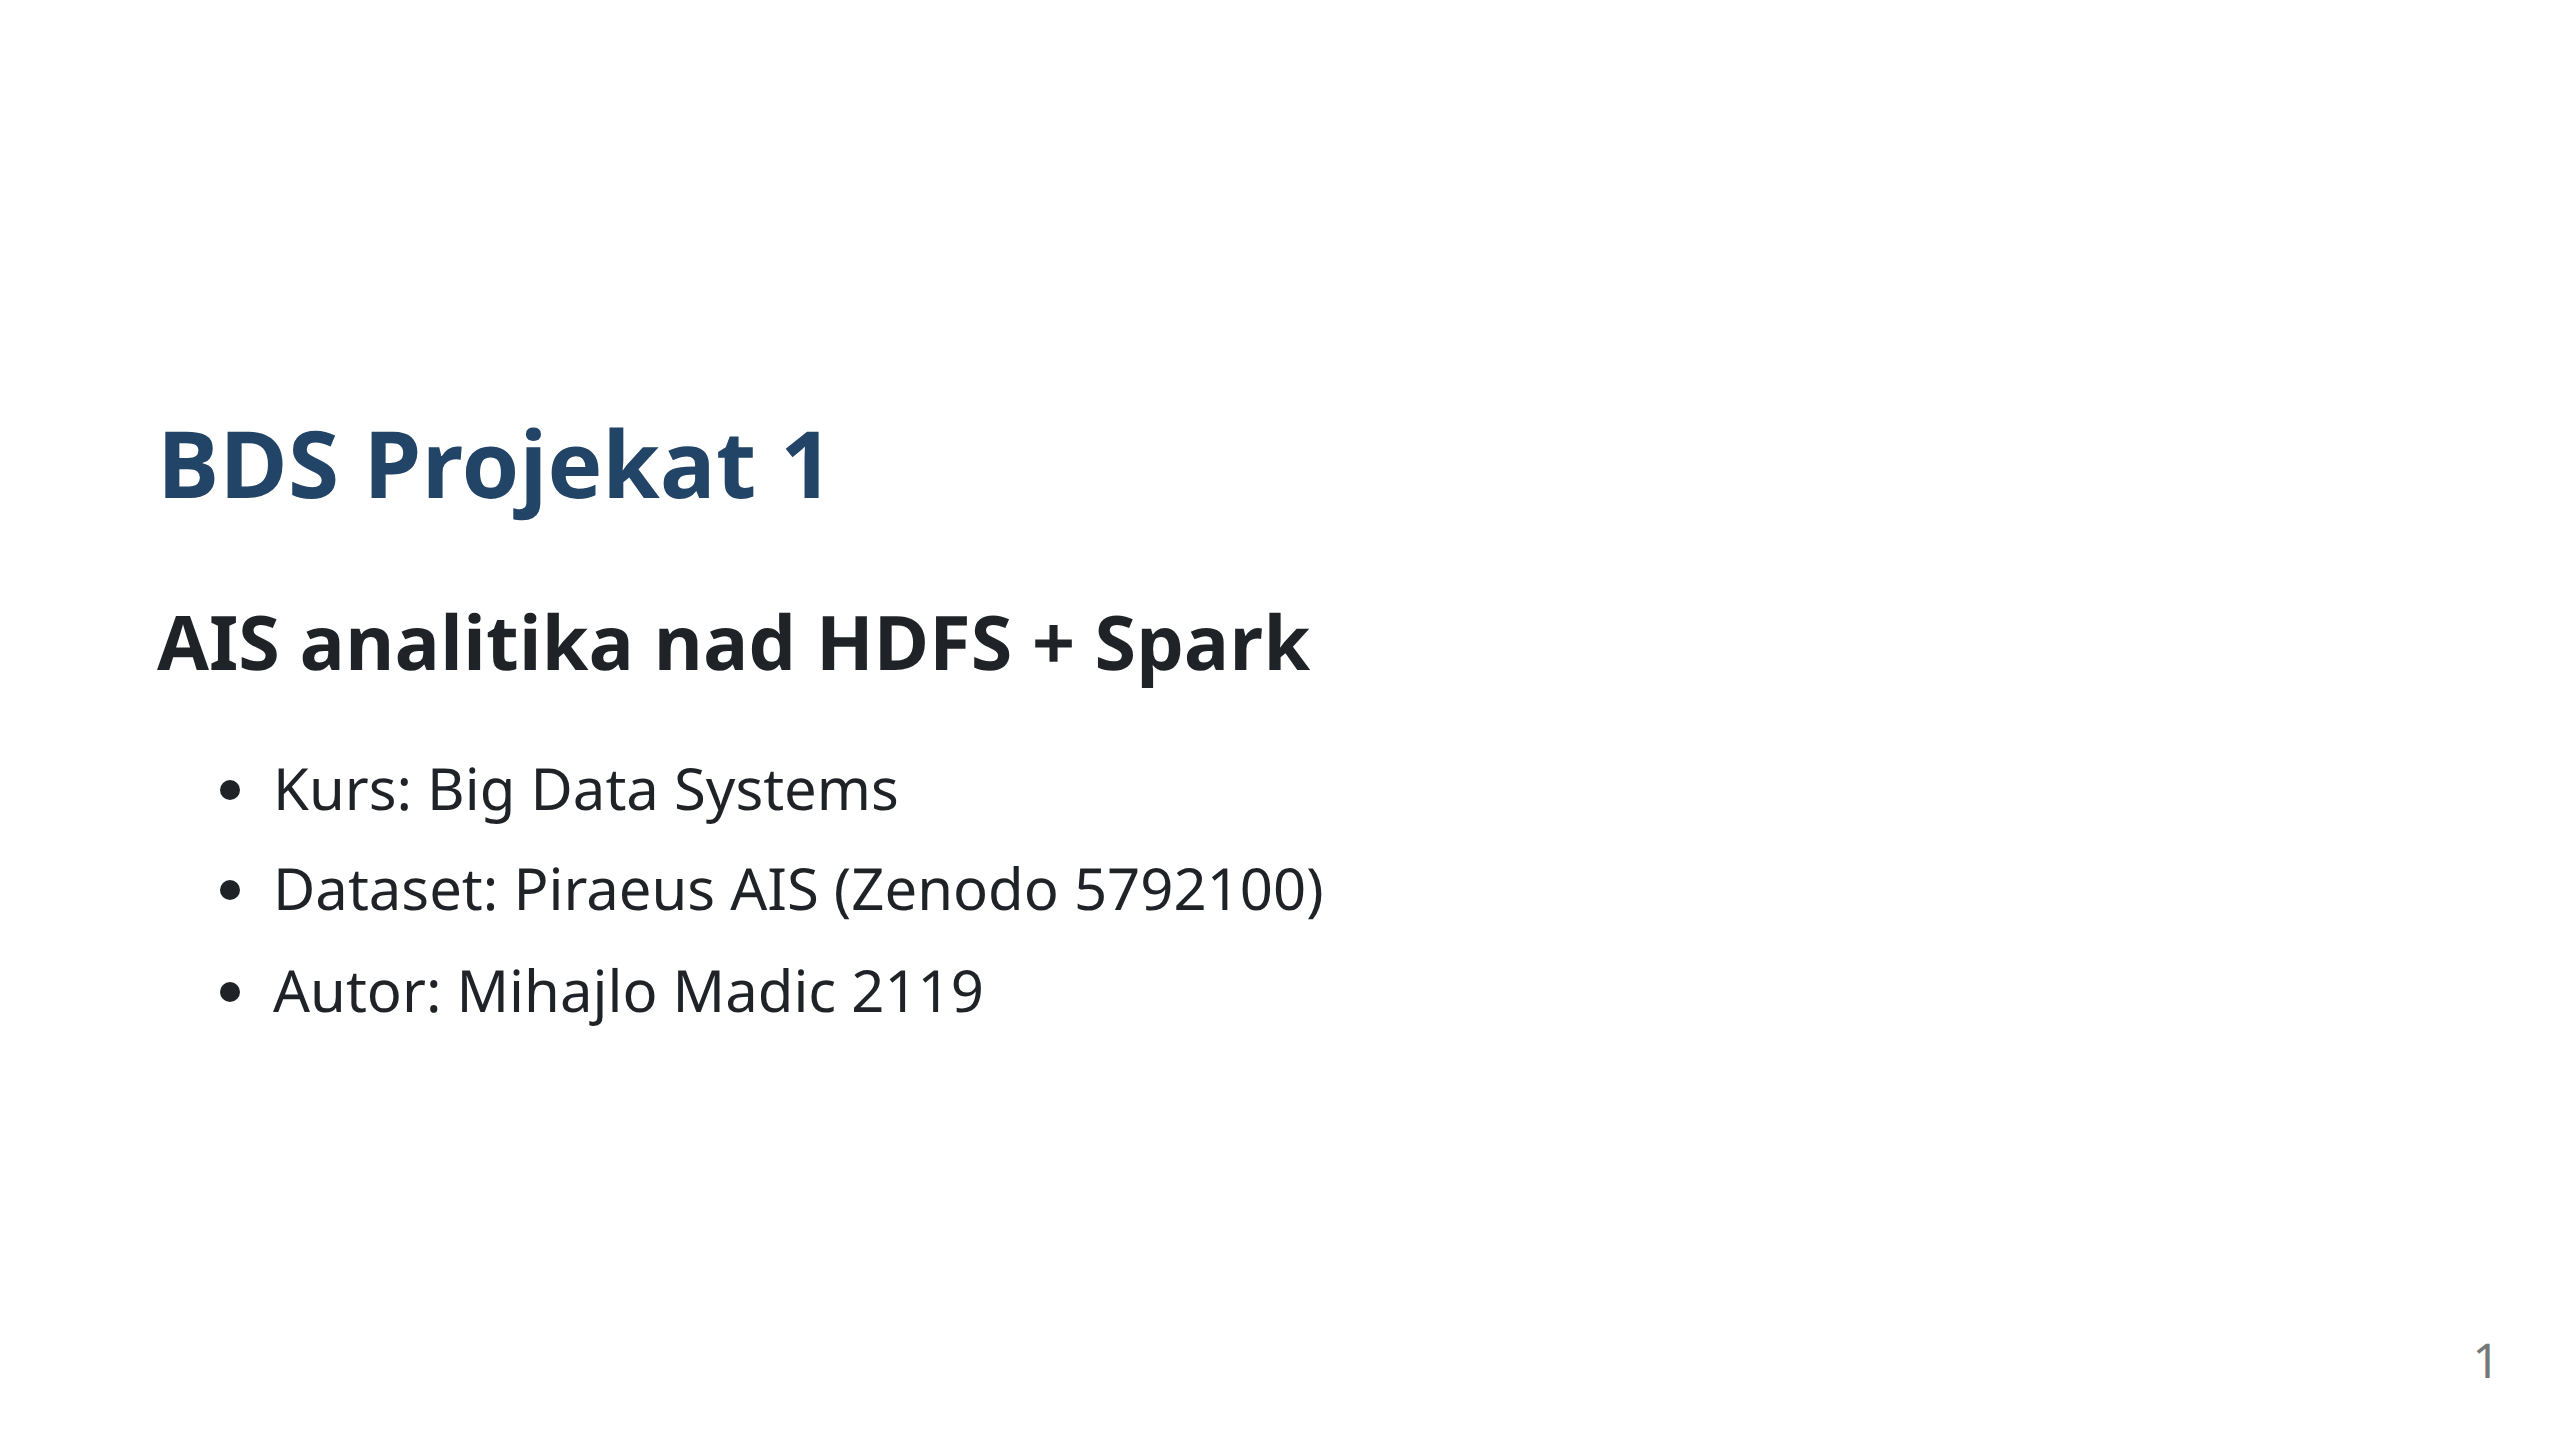 BDS Projekat 1
AIS analitika nad HDFS + Spark
• Kurs: Big Data Systems
• Dataset: Piraeus AIS (Zenodo 5792100)
• Autor: Mihajlo Madic 2119
1